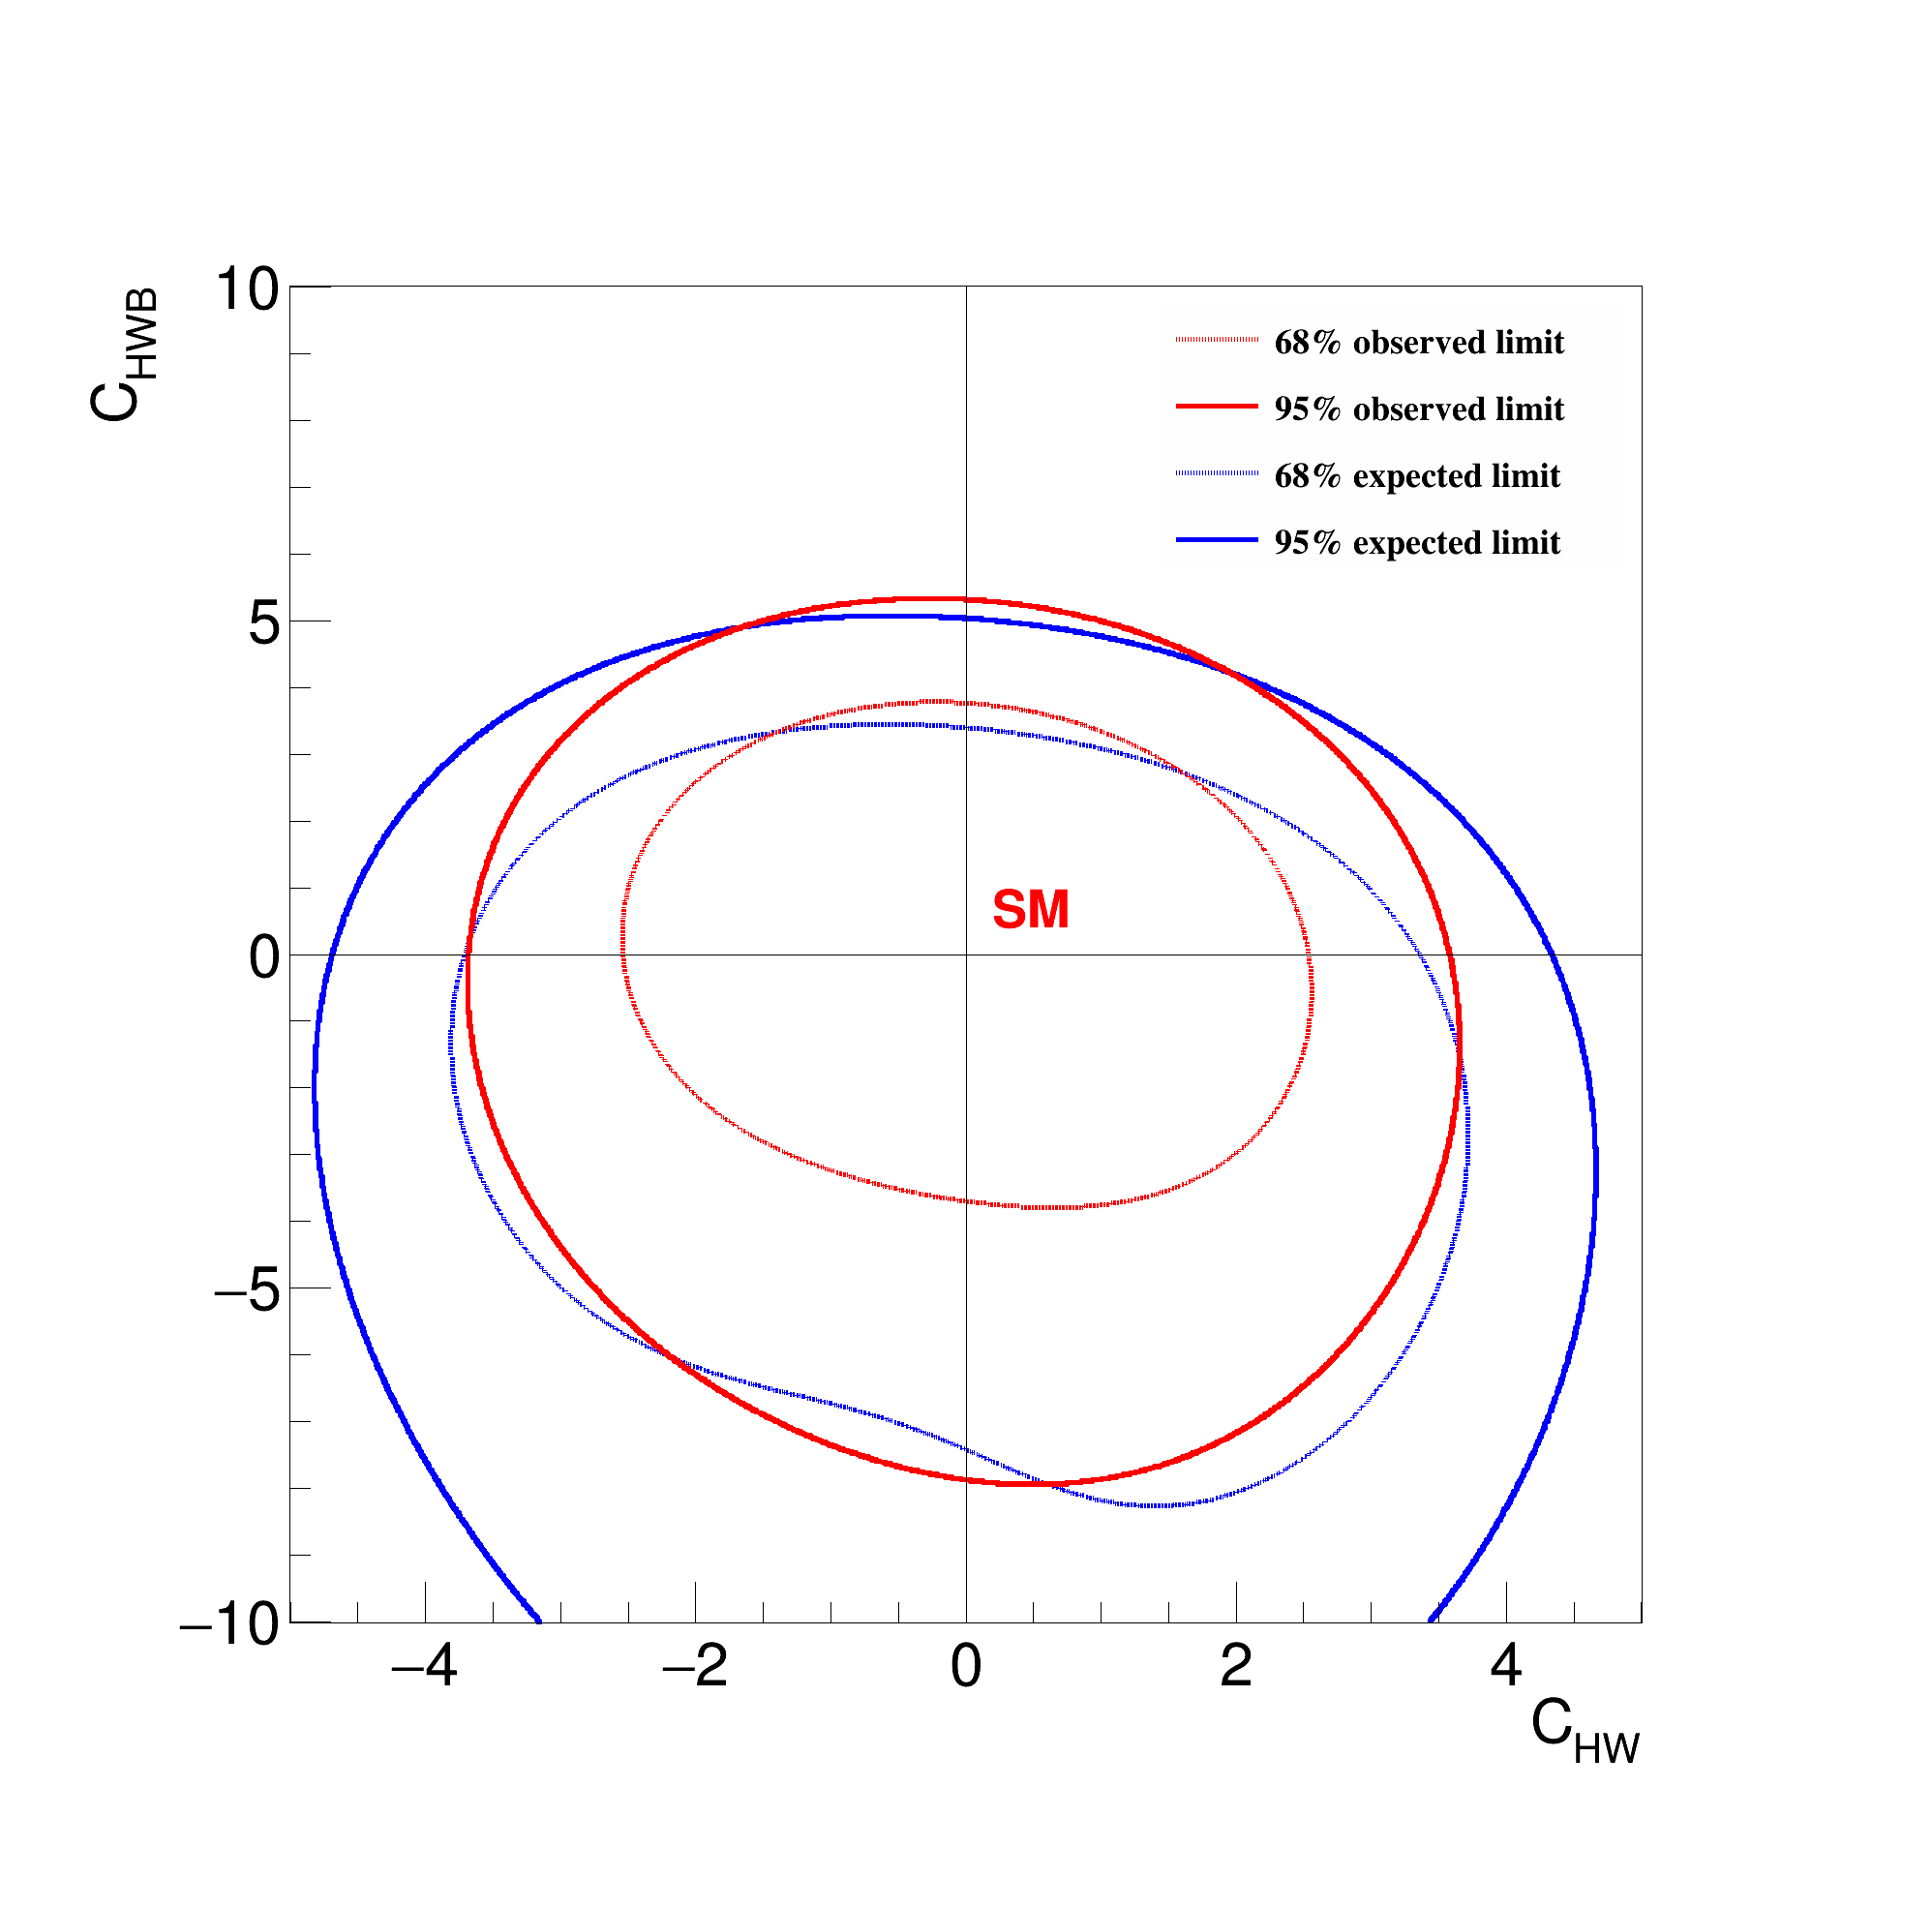 10
C_HWB
68% observed limit
95% observed limit
68% expected limit
95% expected limit
5
SM
0
−5
−10
−4 −2 0 2 4
C_HW